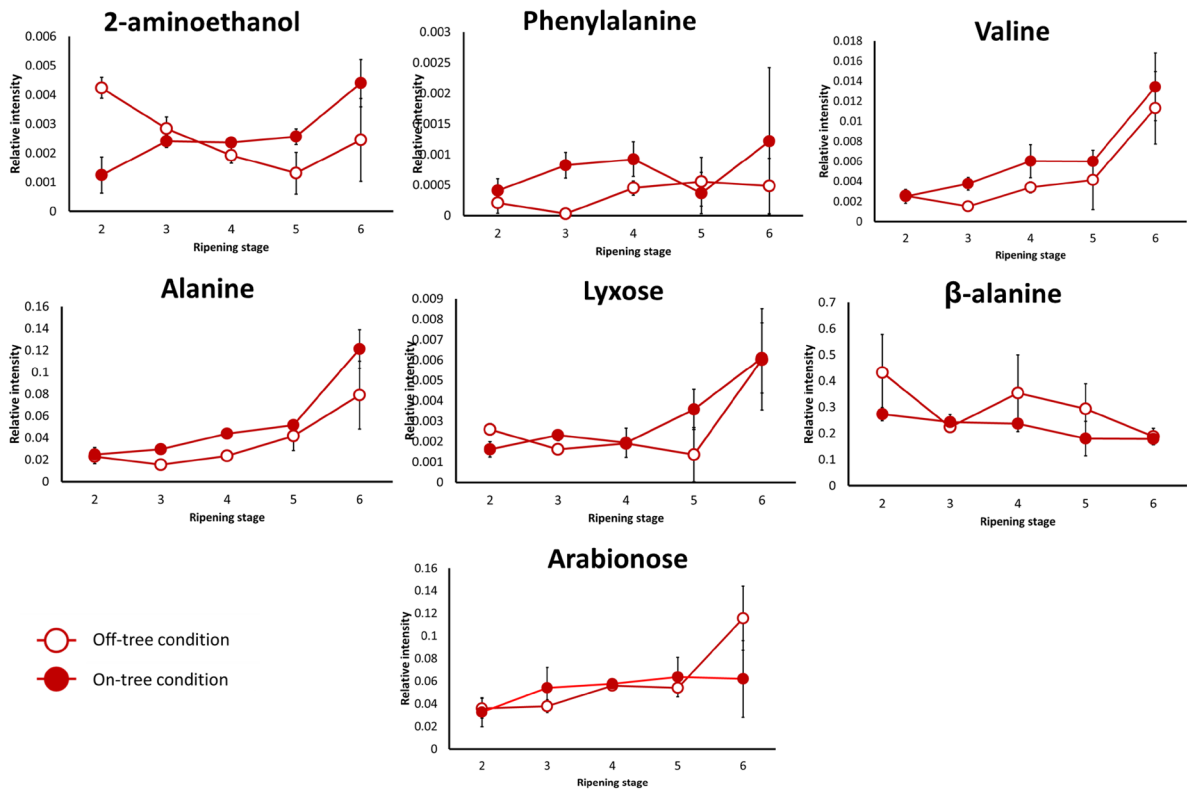 2-aminoethanol
0.006
0.005
0.004
0.003
0.002
0.001
0
Relative intensity
2 3 4 5 6
Ripening stage
Phenylalanine
0.003
0.0025
0.002
0.0015
0.001
0.0005
0
Relative intensity
2 3 4 5 6
Ripening stage
Valine
0.018
0.016
0.014
0.012
0.01
0.008
0.006
0.004
0.002
0
Relative intensity
2 3 4 5 6
Ripening stage
Alanine
0.16
0.14
0.12
0.1
0.08
0.06
0.04
0.02
0
Relative intensity
2 3 4 5 6
Ripening stage
Lyxose
0.009
0.008
0.007
0.006
0.005
0.004
0.003
0.002
0.001
0
Relative intensity
2 3 4 5 6
Ripening stage
β-alanine
0.7
0.6
0.5
0.4
0.3
0.2
0.1
0
Relative intensity
2 3 4 5 6
Ripening stage
Arabionose
0.16
0.14
0.12
0.1
0.08
0.06
0.04
0.02
0
Relative intensity
2 3 4 5 6
Ripening stage
Off-tree condition
On-tree condition